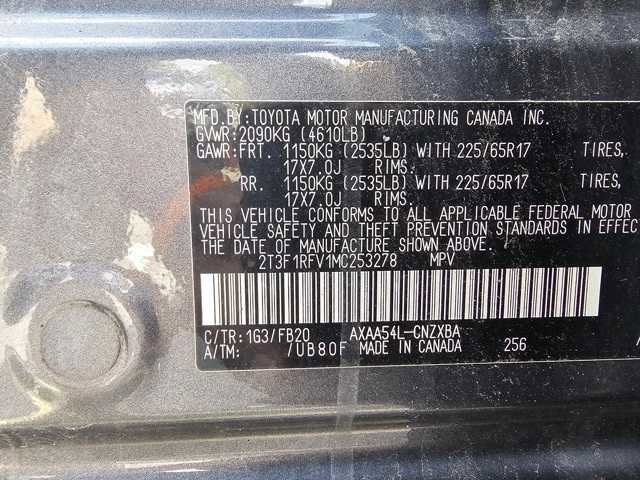 MFD.BY:TOYOTA MOTOR MANUFACTURING CANADA INC.
GVWR:2090KG (4610LB)
GAWR:FRT. 1150KG (2535LB) WITH 225/65R17 TIRES,
17X7.0J RIMS.
RR. 1150KG (2535LB) WITH 225/65R17 TIRES,
17X7.0J RIMS.
THIS VEHICLE CONFORMS TO ALL APPLICABLE FEDERAL MOTOR
VEHICLE SAFETY AND THEFT PREVENTION STANDARDS IN EFFEC
THE DATE OF MANUFACTURE SHOWN ABOVE.
2T3F1RFV1MC253278 MPV
C/TR:1G3/FB20 AXAA54L-CNZXBA
A/TM: /UB80F MADE IN CANADA 256